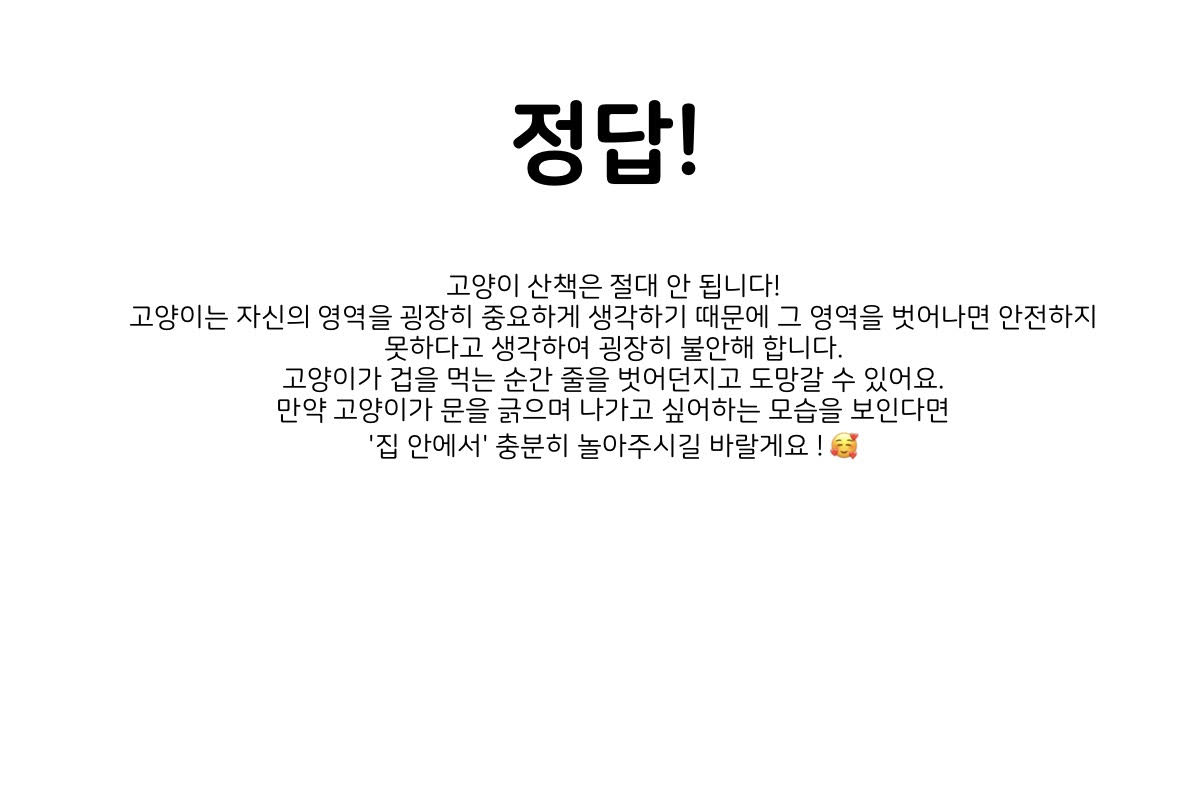 정답!
고양이 산책은 절대 안 됩니다!
고양이는 자신의 영역을 굉장히 중요하게 생각하기 때문에 그 영역을 벗어나면 안전하지
못하다고 생각하여 굉장히 불안해 합니다.
고양이가 겁을 먹는 순간 줄을 벗어던지고 도망갈 수 있어요.
만약 고양이가 문을 긁으며 나가고 싶어하는 모습을 보인다면
'집 안에서' 충분히 놀아주시길 바랄게요 ! 🥰